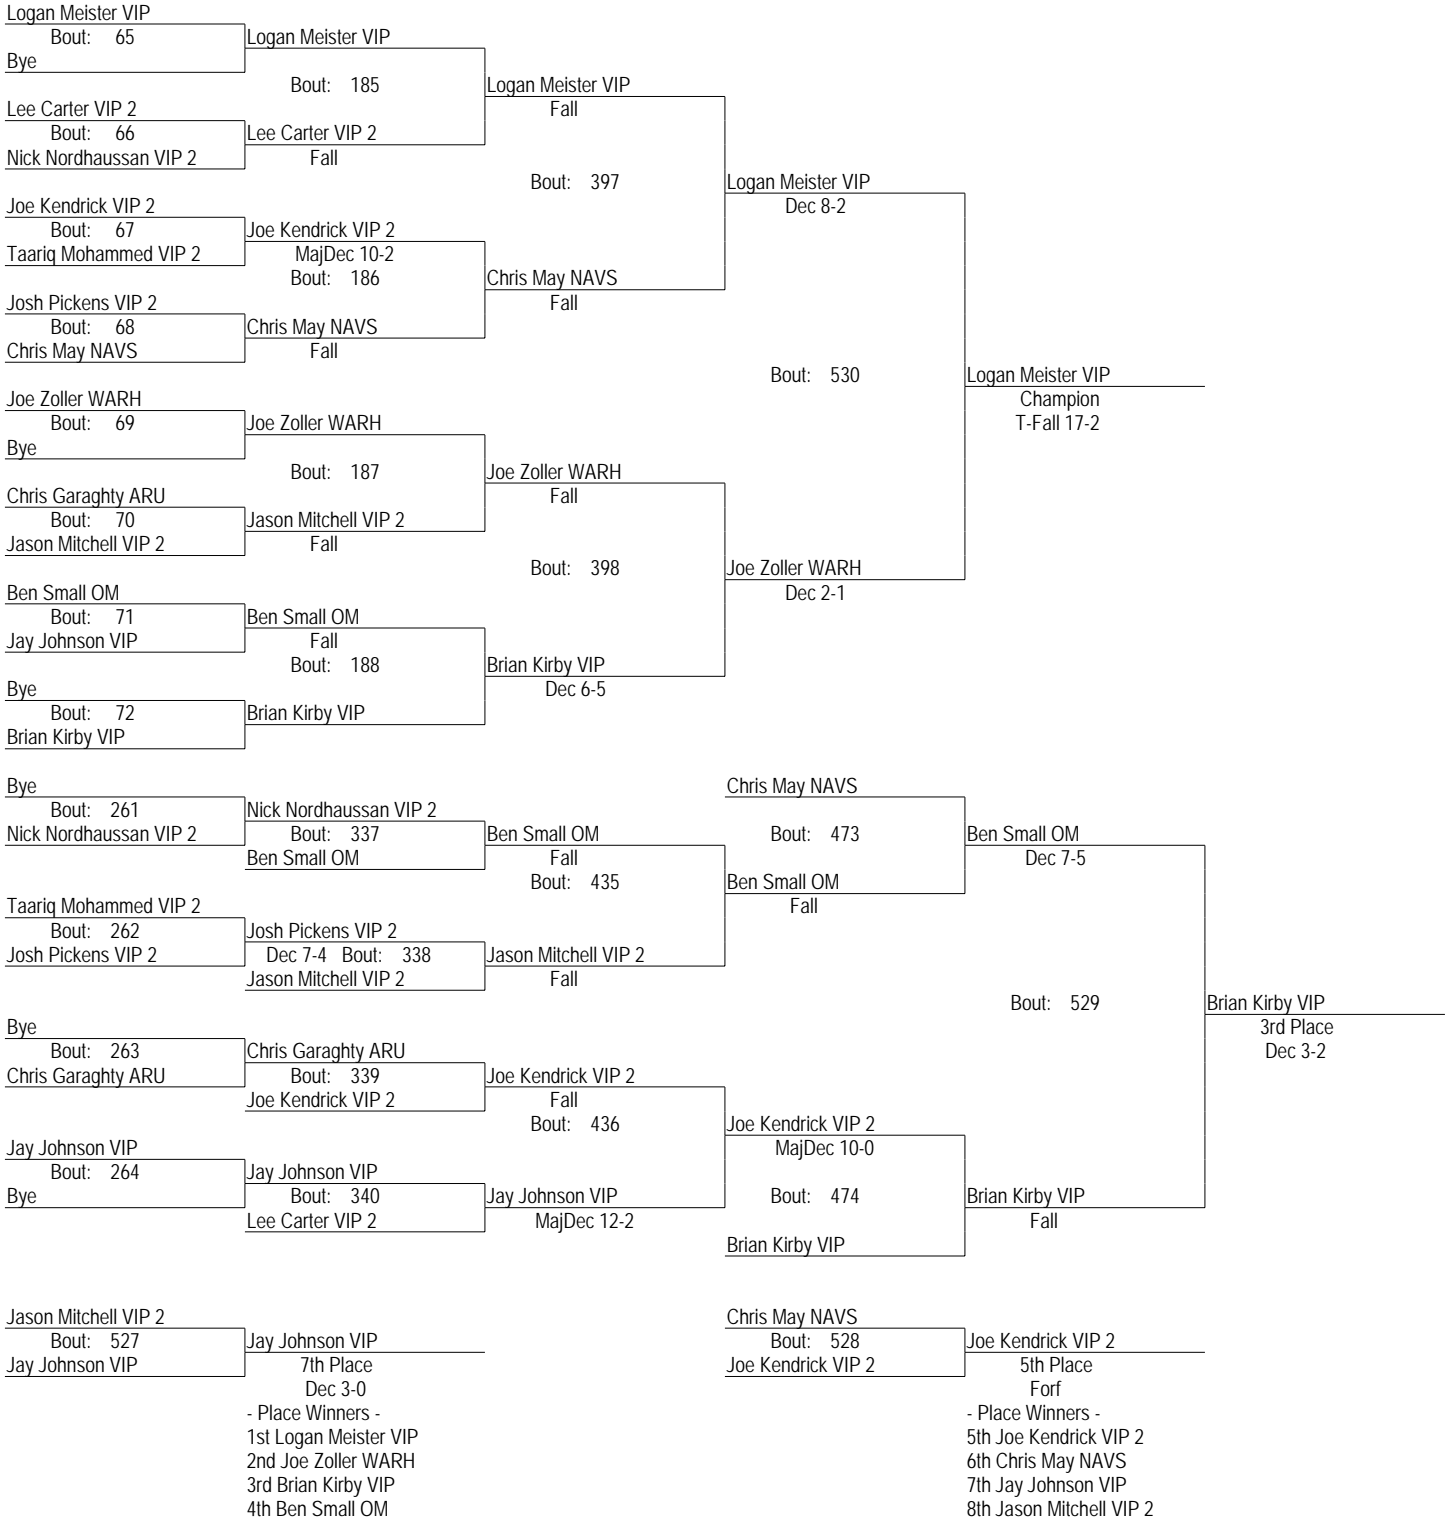 Logan Meister VIP
Bout: 65
Bye
Logan Meister VIP
Bout: 185
Lee Carter VIP 2
Bout: 66
Nick Nordhaussan VIP 2
Lee Carter VIP 2
Fall
Logan Meister VIP
Fall
Bout: 397
Joe Kendrick VIP 2
Bout: 67
Taariq Mohammed VIP 2
Joe Kendrick VIP 2
MajDec 10-2
Bout: 186
Josh Pickens VIP 2
Bout: 68
Chris May NAVS
Chris May NAVS
Fall
Chris May NAVS
Fall
Logan Meister VIP
Dec 8-2
Bout: 530
Joe Zoller WARH
Bout: 69
Bye
Joe Zoller WARH
Bout: 187
Chris Garaghty ARU
Bout: 70
Jason Mitchell VIP 2
Jason Mitchell VIP 2
Fall
Joe Zoller WARH
Fall
Bout: 398
Ben Small OM
Bout: 71
Jay Johnson VIP
Ben Small OM
Fall
Bout: 188
Bye
Bout: 72
Brian Kirby VIP
Brian Kirby VIP
Brian Kirby VIP
Dec 6-5
Joe Zoller WARH
Dec 2-1
Logan Meister VIP
Champion
T-Fall 17-2
Bye
Bout: 261
Nick Nordhaussan VIP 2
Nick Nordhaussan VIP 2
Bout: 337
Ben Small OM
Ben Small OM
Fall
Bout: 435
Taariq Mohammed VIP 2
Bout: 262
Josh Pickens VIP 2
Josh Pickens VIP 2
Dec 7-4 Bout: 338
Jason Mitchell VIP 2
Jason Mitchell VIP 2
Fall
Chris May NAVS
Bout: 473
Ben Small OM
Fall
Ben Small OM
Dec 7-5
Bout: 529
Bye
Bout: 263
Chris Garaghty ARU
Chris Garaghty ARU
Bout: 339
Joe Kendrick VIP 2
Joe Kendrick VIP 2
Fall
Bout: 436
Jay Johnson VIP
Bout: 264
Bye
Jay Johnson VIP
Bout: 340
Lee Carter VIP 2
Jay Johnson VIP
MajDec 12-2
Joe Kendrick VIP 2
MajDec 10-0
Bout: 474
Brian Kirby VIP
Brian Kirby VIP
Fall
Brian Kirby VIP
3rd Place
Dec 3-2
Jason Mitchell VIP 2
Bout: 527
Jay Johnson VIP
Jay Johnson VIP
7th Place
Dec 3-0
- Place Winners -
1st Logan Meister VIP
2nd Joe Zoller WARH
3rd Brian Kirby VIP
4th Ben Small OM
Chris May NAVS
Bout: 528
Joe Kendrick VIP 2
Joe Kendrick VIP 2
5th Place
Forf
- Place Winners -
5th Joe Kendrick VIP 2
6th Chris May NAVS
7th Jay Johnson VIP
8th Jason Mitchell VIP 2